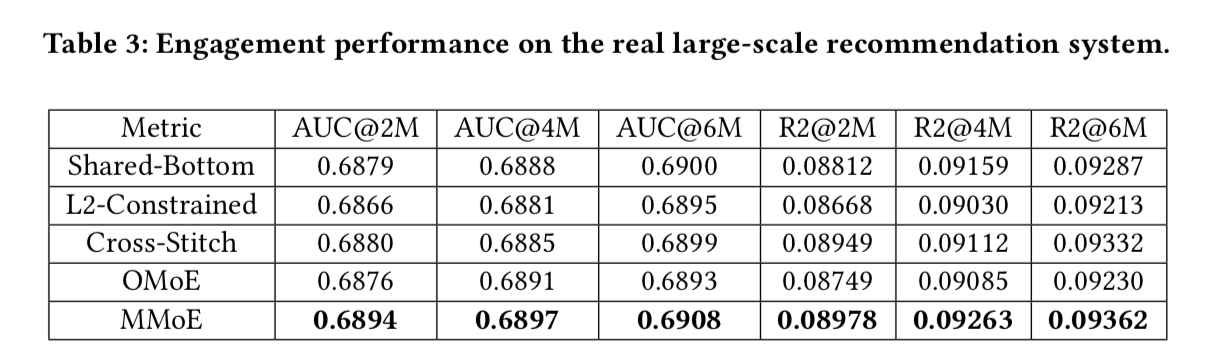 Table 3: Engagement performance on the real large-scale recommendation system.
Metric AUC@2M AUC@4M AUC@6M R2@2M R2@4M R2@6M
Shared-Bottom 0.6879 0.6888 0.6900 0.08812 0.09159 0.09287
L2-Constrained 0.6866 0.6881 0.6895 0.08668 0.09030 0.09213
Cross-Stitch 0.6880 0.6885 0.6899 0.08949 0.09112 0.09332
OMoE 0.6876 0.6891 0.6893 0.08749 0.09085 0.09230
MMoE 0.6894 0.6897 0.6908 0.08978 0.09263 0.09362